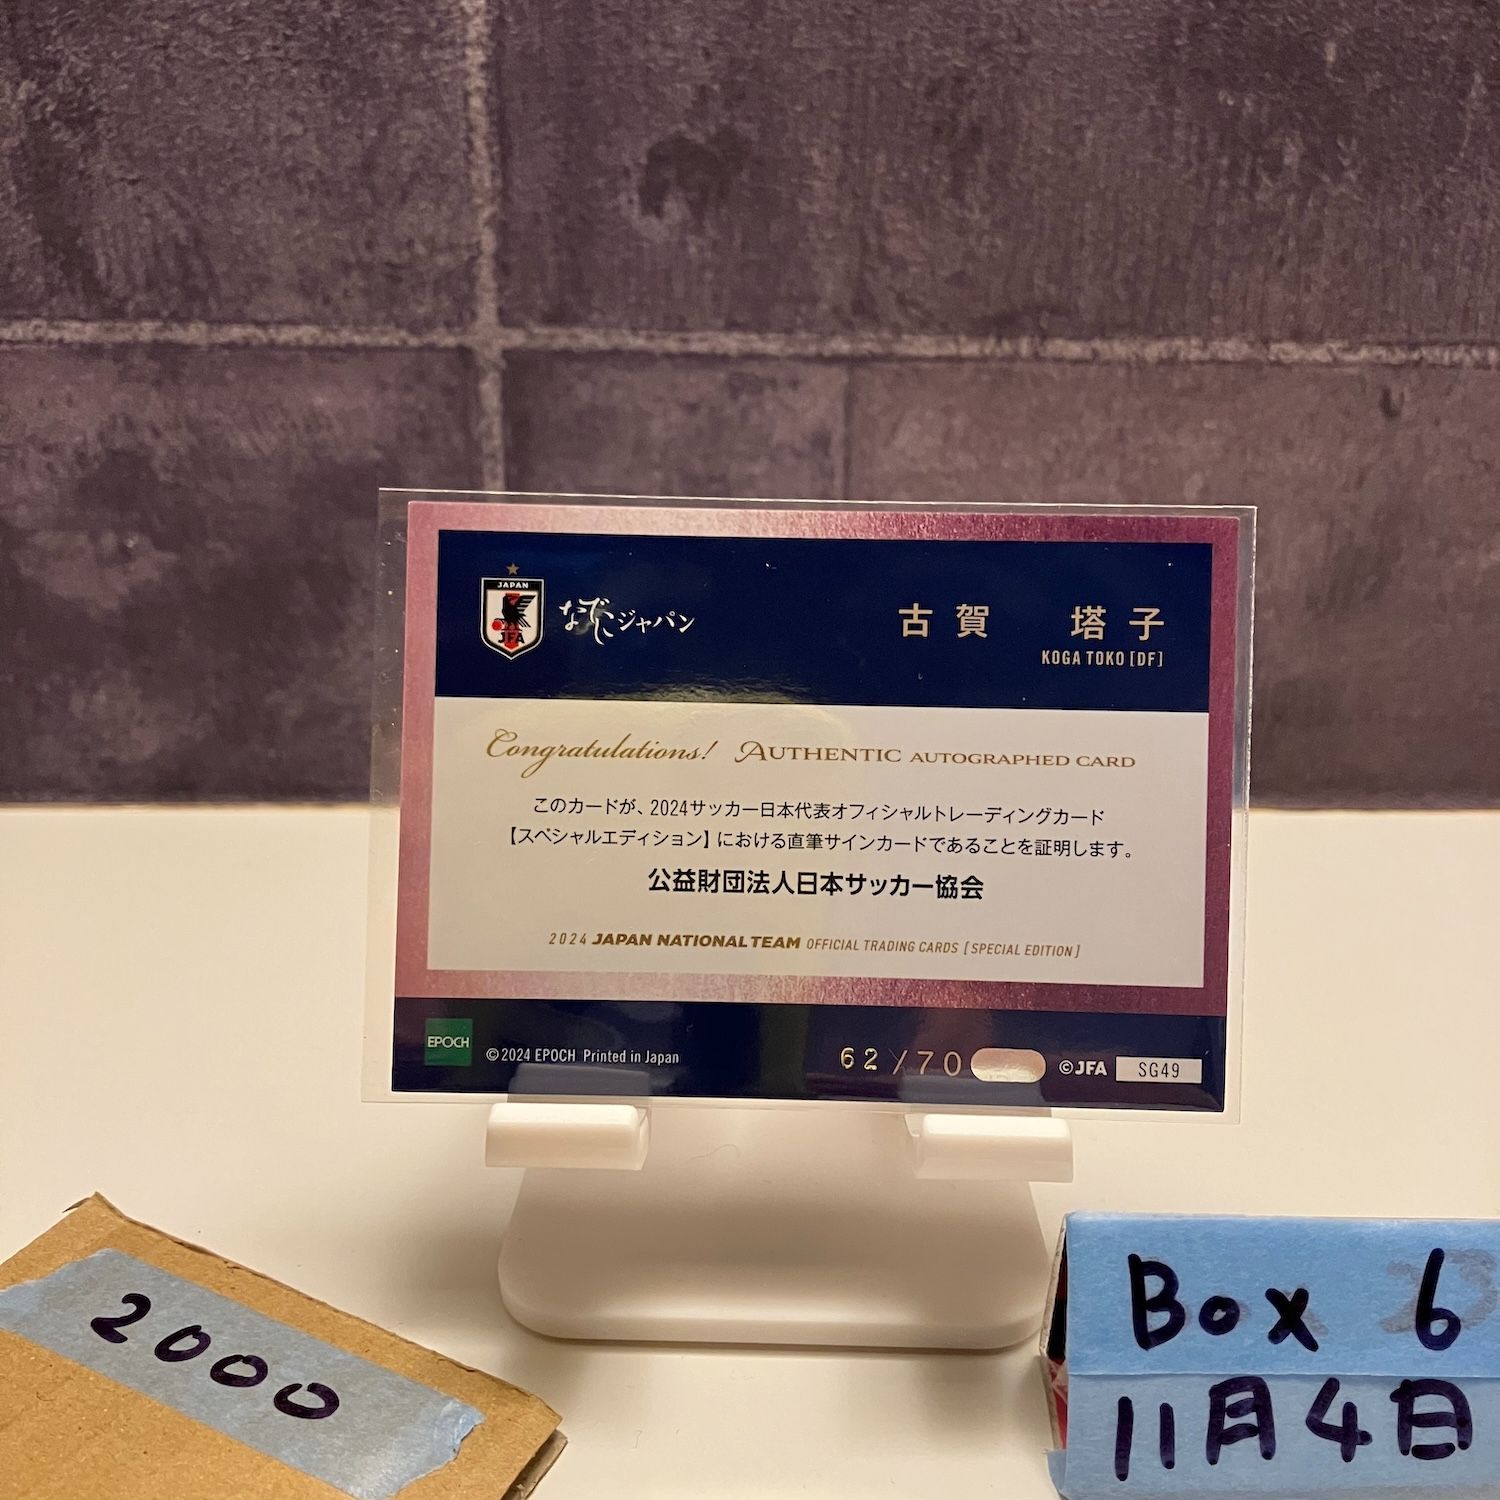 JAPAN
JFA
なでしこジャパン
古賀 塔子
KOGA TOKO [DF]
Congratulations! AUTHENTIC AUTOGRAPHED CARD
このカードが、2024サッカー日本代表オフィシャルトレーディングカード
【スペシャルエディション】における直筆サインカードであることを証明します。
公益財団法人日本サッカー協会
2024 JAPAN NATIONAL TEAM OFFICIAL TRADING CARDS [SPECIAL EDITION]
EPOCH
©2024 EPOCH Printed in Japan
62/70
©JFA
SG49
2000
Box 6
11月4日